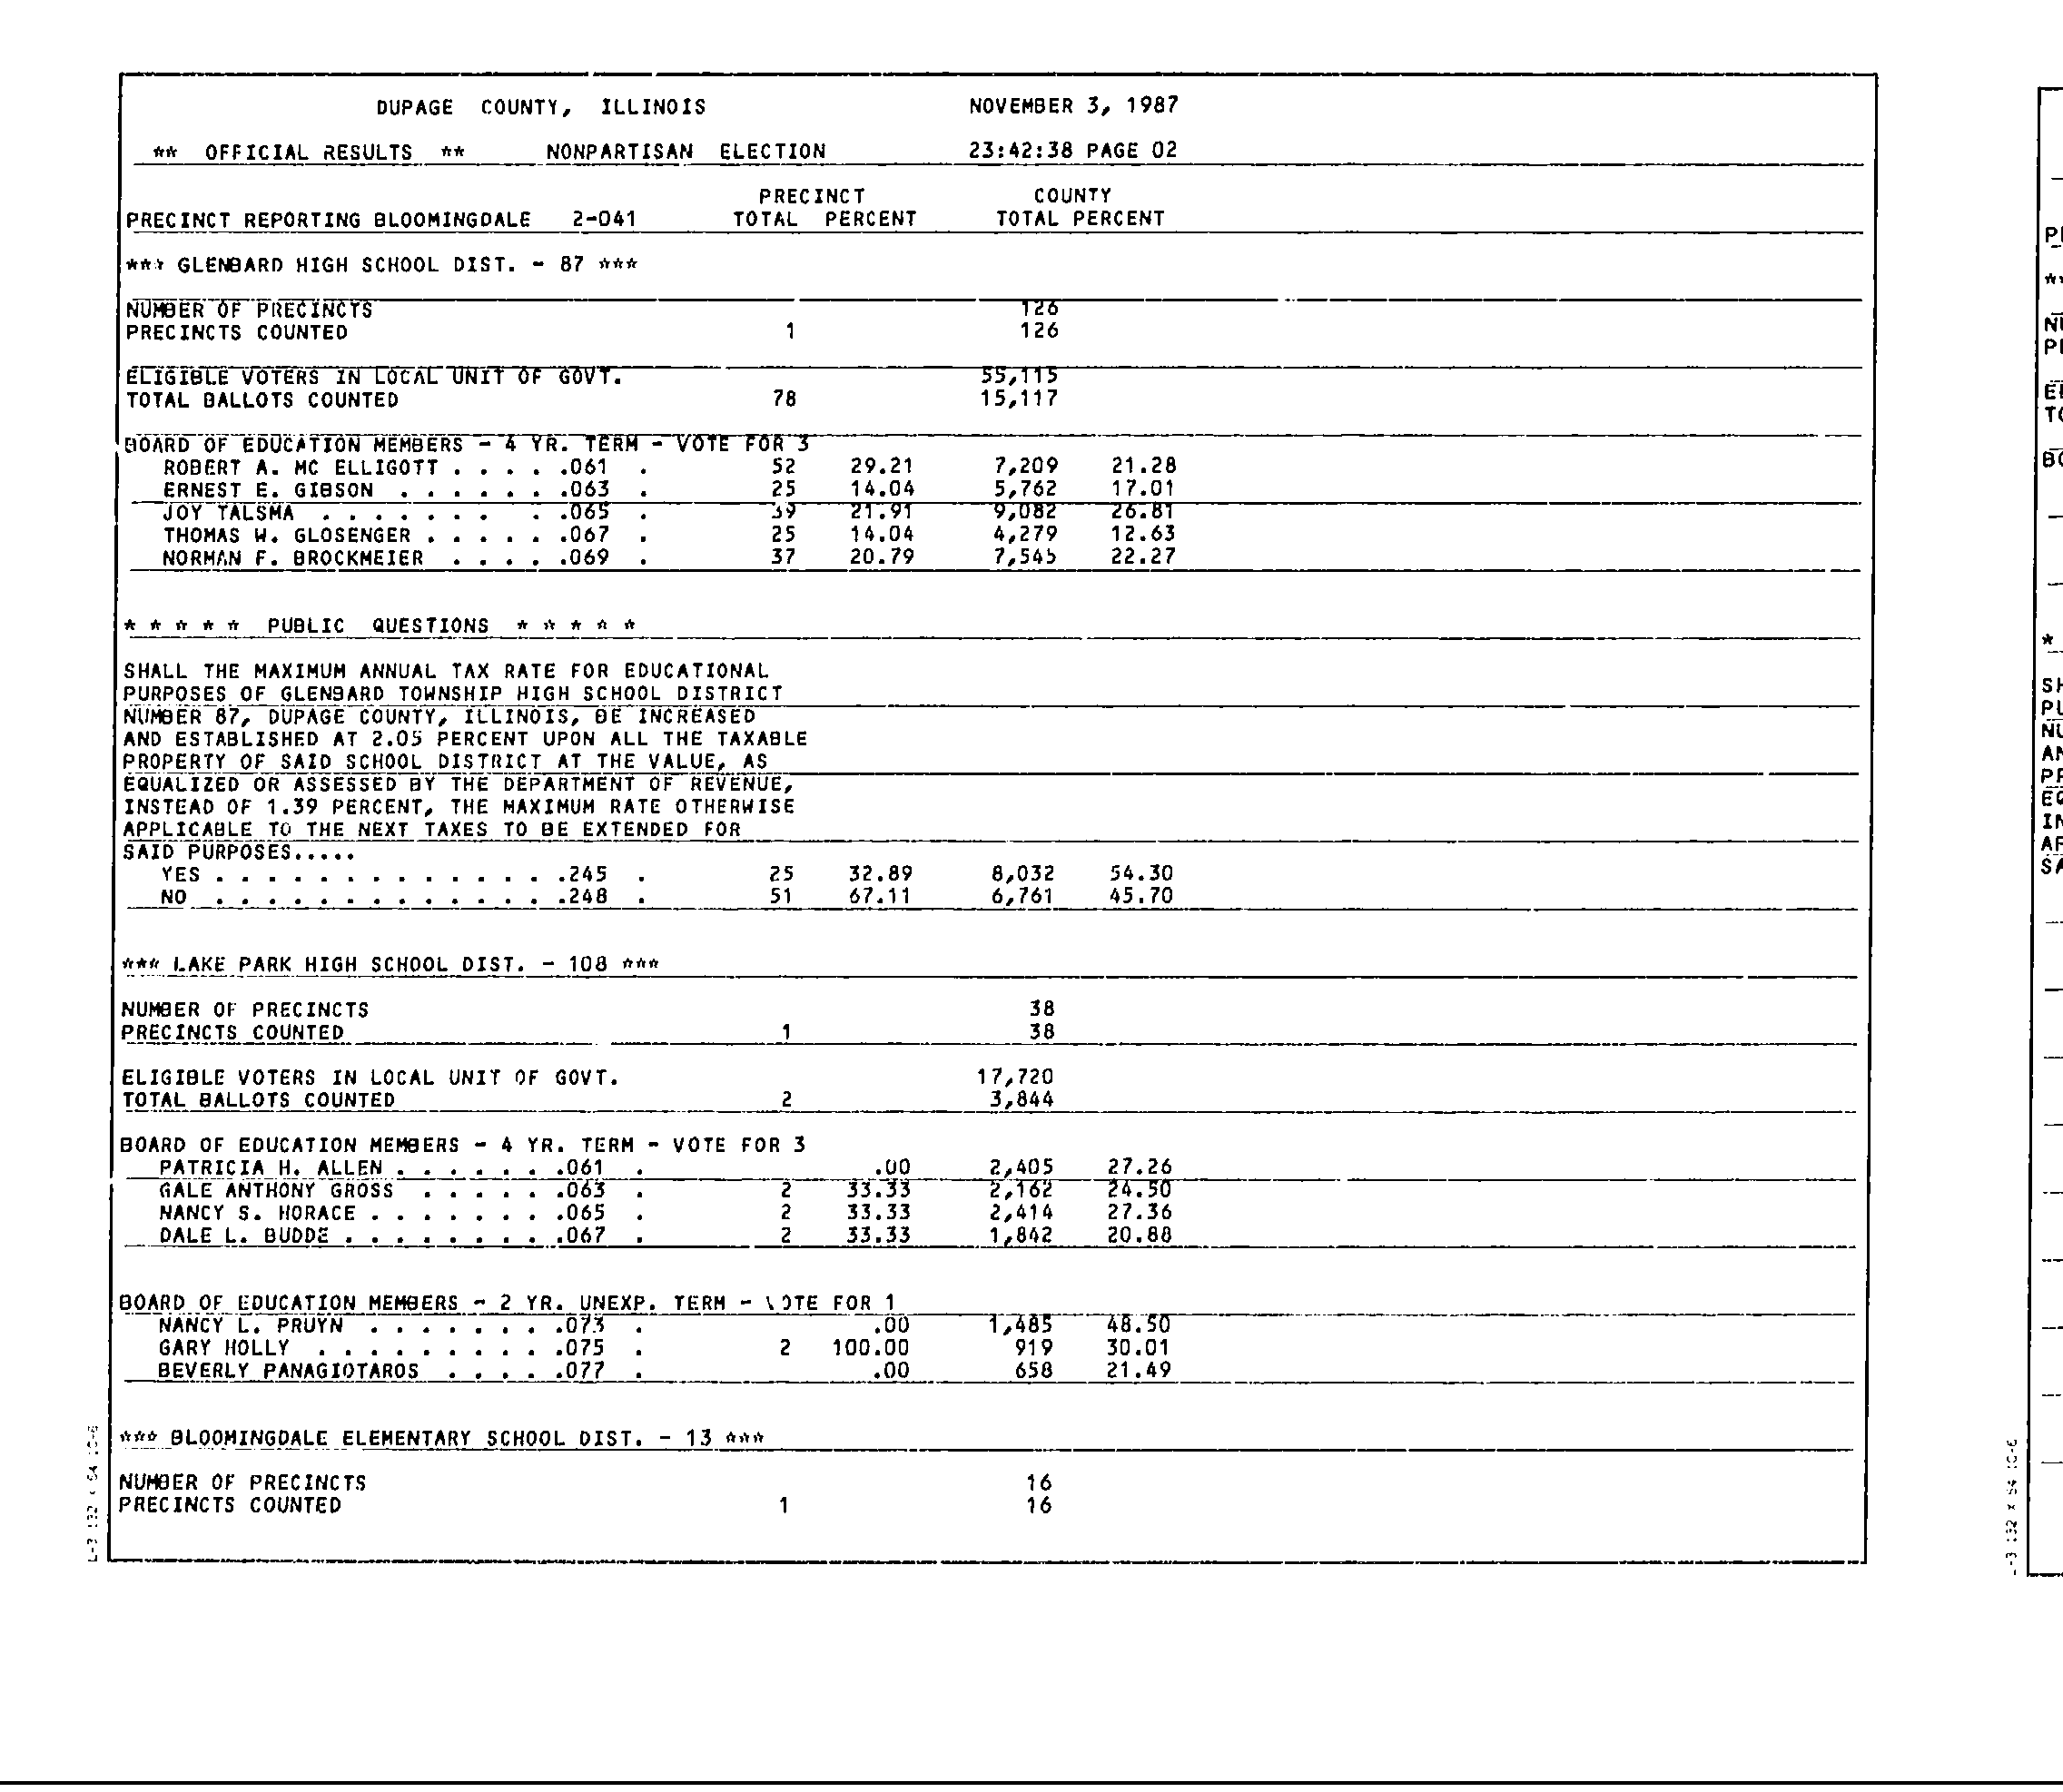 DUPAGE COUNTY, ILLINOIS NOVEMBER 3, 1987
** OFFICIAL RESULTS ** NONPARTISAN ELECTION 23:42:38 PAGE 02
PRECINCT COUNTY
PRECINCT REPORTING BLOOMINGDALE 2-041 TOTAL PERCENT TOTAL PERCENT
*** GLENBARD HIGH SCHOOL DIST. - 87 ***
NUMBER OF PRECINCTS 126
PRECINCTS COUNTED 1 126
ELIGIBLE VOTERS IN LOCAL UNIT OF GOVT. 55,115
TOTAL BALLOTS COUNTED 78 15,117
BOARD OF EDUCATION MEMBERS - 4 YR. TERM - VOTE FOR 3
ROBERT A. MC ELLIGOTT . . . . .061 . 52 29.21 7,209 21.28
ERNEST E. GIBSON . . . . . . .063 . 25 14.04 5,762 17.01
JOY TALSMA . . . . . . . . .065 . 39 21.91 9,082 26.81
THOMAS W. GLOSENGER . . . . . .067 . 25 14.04 4,279 12.63
NORMAN F. BROCKMEIER . . . . .069 . 37 20.79 7,545 22.27
* * * * * PUBLIC QUESTIONS * * * * *
SHALL THE MAXIMUM ANNUAL TAX RATE FOR EDUCATIONAL
PURPOSES OF GLENBARD TOWNSHIP HIGH SCHOOL DISTRICT
NUMBER 87, DUPAGE COUNTY, ILLINOIS, BE INCREASED
AND ESTABLISHED AT 2.05 PERCENT UPON ALL THE TAXABLE
PROPERTY OF SAID SCHOOL DISTRICT AT THE VALUE, AS
EQUALIZED OR ASSESSED BY THE DEPARTMENT OF REVENUE,
INSTEAD OF 1.39 PERCENT, THE MAXIMUM RATE OTHERWISE
APPLICABLE TO THE NEXT TAXES TO BE EXTENDED FOR
SAID PURPOSES.....
YES . . . . . . . . . . . . . .245 . 25 32.89 8,032 54.30
NO . . . . . . . . . . . . . .248 . 51 67.11 6,761 45.70
*** LAKE PARK HIGH SCHOOL DIST. - 108 ***
NUMBER OF PRECINCTS 38
PRECINCTS COUNTED 1 38
ELIGIBLE VOTERS IN LOCAL UNIT OF GOVT. 17,720
TOTAL BALLOTS COUNTED 2 3,844
BOARD OF EDUCATION MEMBERS - 4 YR. TERM - VOTE FOR 3
PATRICIA H. ALLEN . . . . . . .061 . .00 2,405 27.26
GALE ANTHONY GROSS . . . . . .063 . 2 33.33 2,162 24.50
NANCY S. HORACE . . . . . . . .065 . 2 33.33 2,414 27.36
DALE L. BUDDE . . . . . . . . .067 . 2 33.33 1,842 20.88
BOARD OF EDUCATION MEMBERS - 2 YR. UNEXP. TERM - VOTE FOR 1
NANCY L. PRUYN . . . . . . . .073 . .00 1,485 48.50
GARY HOLLY . . . . . . . . . .075 . 2 100.00 919 30.01
BEVERLY PANAGIOTAROS . . . . .077 . .00 658 21.49
*** BLOOMINGDALE ELEMENTARY SCHOOL DIST. - 13 ***
NUMBER OF PRECINCTS 16
PRECINCTS COUNTED 1 16